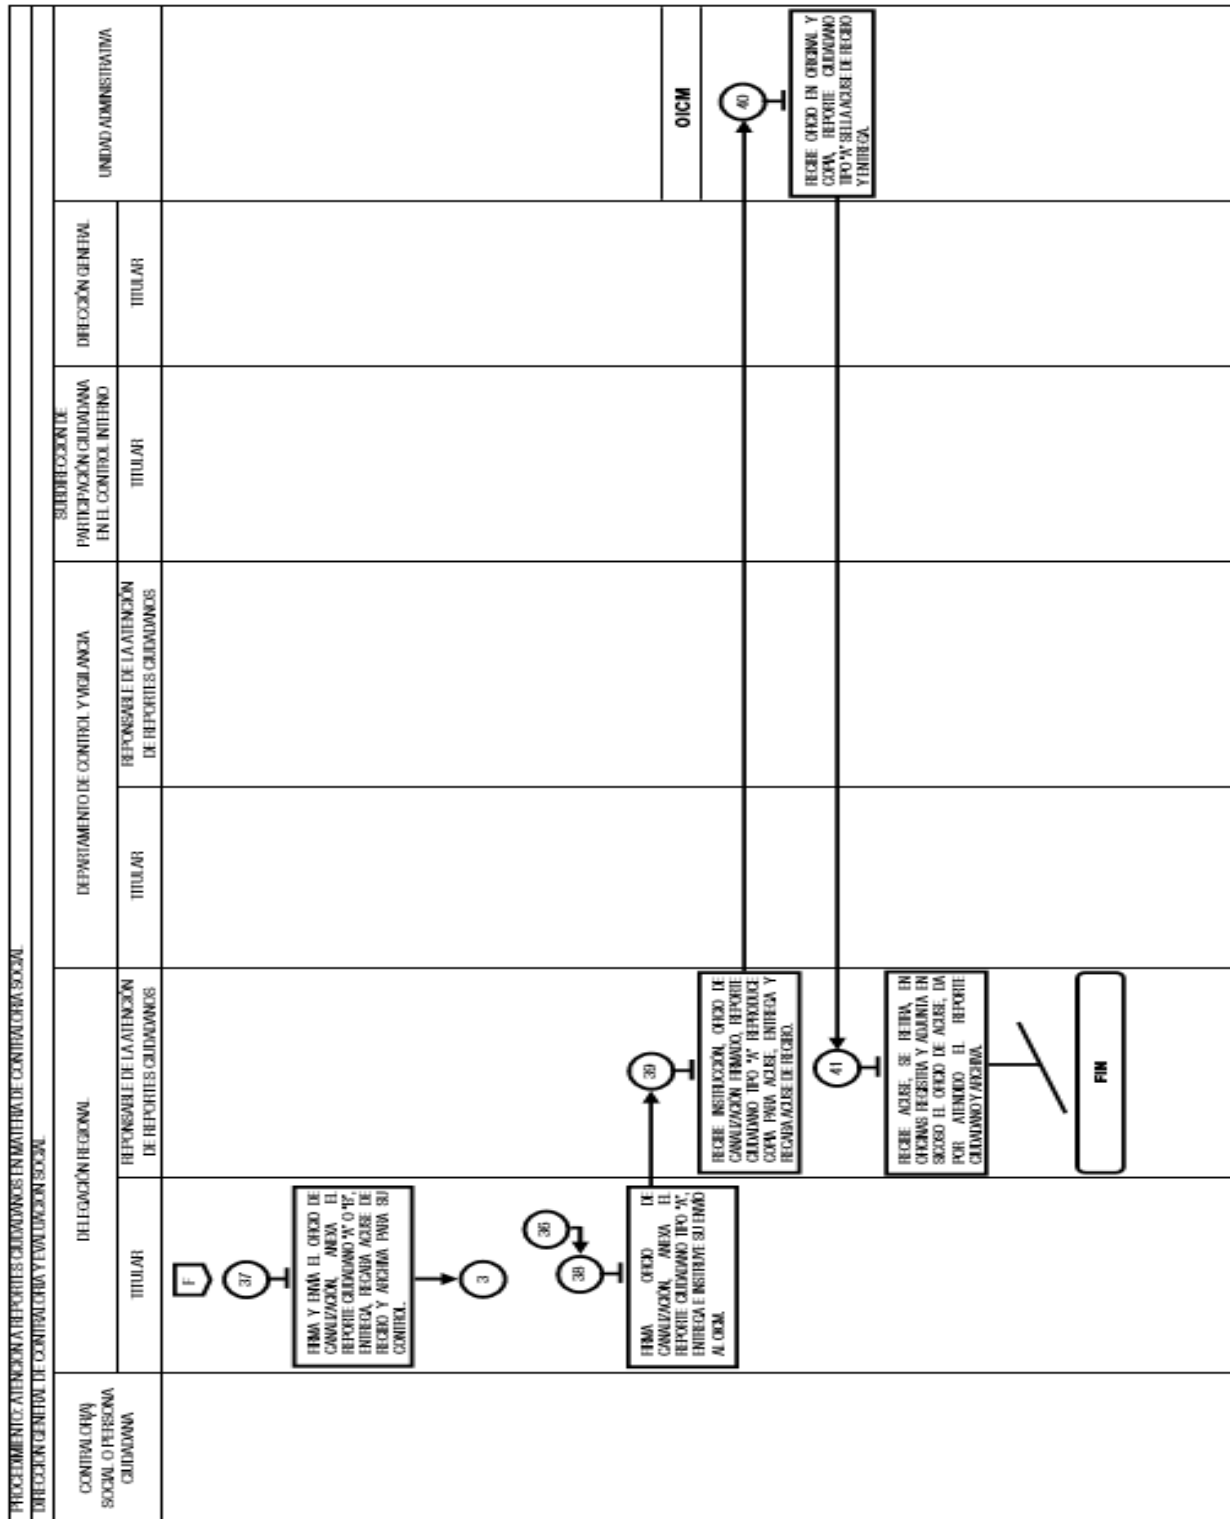 PROCEDIMIENTO: ATENCIÓN A REPORTES CIUDADANOS EN MATERIA DE CONTRALORÍA SOCIAL
DIRECCIÓN GENERAL DE CONTRALORÍA Y EVALUACIÓN SOCIAL
CONTRALOR(A)
SOCIAL O PERSONA
CIUDADANA
DELEGACIÓN REGIONAL
DEPARTAMENTO DE CONTROL Y VIGILANCIA
SUBDIRECCIÓN DE
PARTICIPACIÓN CIUDADANA
EN EL CONTROL INTERNO
DIRECCIÓN GENERAL
UNIDAD ADMINISTRATIVA
TITULAR
REPONSABLE DE LA ATENCIÓN
DE REPORTES CIUDADANOS
TITULAR
REPONSABLE DE LA ATENCIÓN
DE REPORTES CIUDADANOS
TITULAR
TITULAR
F
37
FIRMA Y ENVÍA EL OFICIO DE
CANALIZACIÓN, ANEXA EL
REPORTE CIUDADANO "A" O "B",
ENTREGA, RECABA ACUSE DE
RECIBO Y ARCHIVA PARA SU
CONTROL.
3
36
38
FIRMA OFICIO DE
CANALIZACIÓN, ANEXA EL
REPORTE CIUDADANO TIPO "A",
ENTREGA E INSTRUYE SU ENVÍO
AL OICM.
39
RECIBE INSTRUCCIÓN, OFICIO DE
CANALIZACIÓN FIRMADO, REPORTE
CIUDADANO TIPO "A" REPRODUCE
COPIA PARA ACUSE, ENTREGA Y
RECABA ACUSE DE RECIBO.
OICM
40
RECIBE OFICIO EN ORIGINAL Y
COPIA, REPORTE CIUDADANO
TIPO "A" SELLA ACUSE DE RECIBO
Y ENTREGA.
41
RECIBE ACUSE, SE RETIRA, EN
OFICINAS REGISTRA Y ADJUNTA EN
SICOSO EL OFICIO DE ACUSE, DA
POR ATENDIDO EL REPORTE
CIUDADANO Y ARCHIVA.
FIN